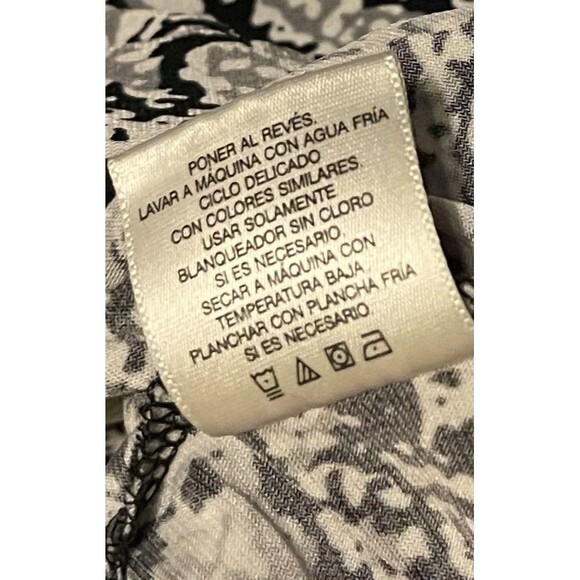 PONER AL REVÉS.
LAVAR A MÁQUINA CON AGUA FRÍA
CICLO DELICADO
CON COLORES SIMILARES.
USAR SOLAMENTE
BLANQUEADOR SIN CLORO
SI ES NECESARIO.
SECAR A MÁQUINA CON
TEMPERATURA BAJA.
PLANCHAR CON PLANCHA FRÍA
SI ES NECESARIO.